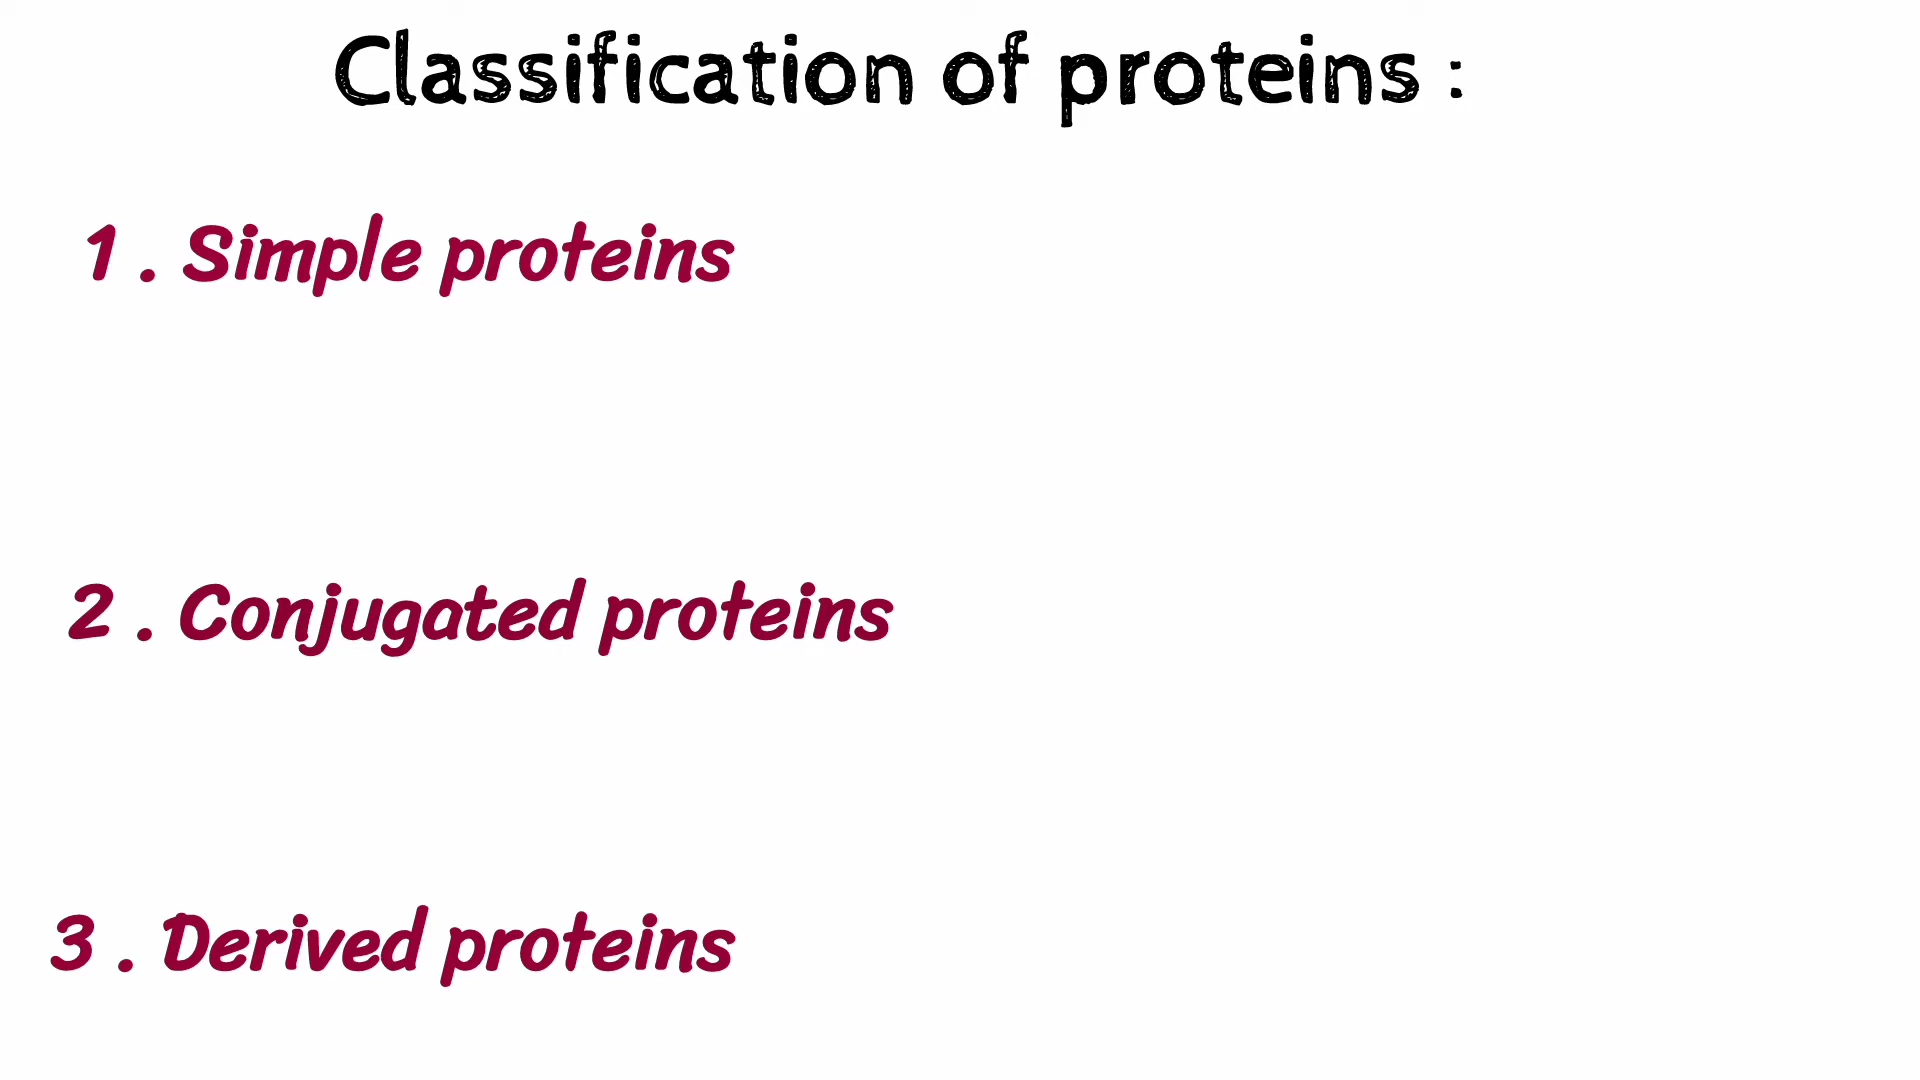 Classification of proteins :
1 . Simple proteins
2 . Conjugated proteins
3 . Derived proteins